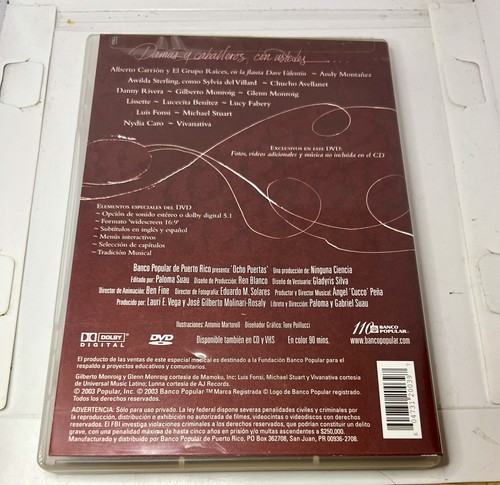 Damas y caballeros, con ustedes...
Alberto Carrión y El Grupo Raíces, en la flauta Dave Valentin ~ Andy Montañez
Awilda Sterling, como Sylvia del Villard ~ Chucho Avellanet
Danny Rivera ~ Gilberto Monroig ~ Glenn Monroig
Lissette ~ Lucecita Benítez ~ Lucy Fabery
Luis Fonsi ~ Michael Stuart
Nydia Caro ~ Vivanativa
Exclusivo en este DVD:
Fotos, vídeos adicionales y música no incluida en el CD
Elementos especiales del DVD
~ Opción de sonido estéreo o dolby digital 5.1
~ Formato 'widescreen 16:9'
~ Subtítulos en inglés y español
~ Menús interactivos
~ Selección de capítulos
~ Tradición Musical
Banco Popular de Puerto Rico presenta: 'Ocho Puertas' Una producción de: Ninguna Ciencia
Editado por: Paloma Suau Diseño de Producción: Ren Blanco Diseño de Vestuario: Gladyris Silva
Director de Animación: Ben Fine Director de Fotografía: Eduardo M. Solares Productor y Director Musical: Ángel "Cucco" Peña
Producido por: Lauri E. Vega y José Gilberto Molinari-Rosaly Libreto y Dirección: Paloma y Gabriel Suau
Ilustraciones: Antonio Martorell Diseñador Gráfico: Tony Pollucci
DOLBY
DIGITAL
DVD
VIDEO
Disponible también en CD y VHS En color 90 mins.
110 BANCO
POPULAR
www.bancopopular.com
El producto de las ventas de este especial musical es destinado a la Fundación Banco Popular para el
respaldo a proyectos educativos y comunitarios.
Gilberto Monroig y Glenn Monroig cortesía de Mamoku, Inc; Luis Fonsi, Michael Stuart y Vivanativa cortesía
de Universal Music Latino; Lunna cortesía de AJ Records.
© 2003 Popular, Inc. © 2003 Banco Popular ™ Marca Registrada © Logo de Banco Popular registrado.
Todos los derechos reservados.
ADVERTENCIA: Sólo para uso privado. La ley federal dispone severas penalidades civiles y criminales por
la reproducción, distribución o exhibición no autorizada de filmes, videocintas o videodiscos con derechos
reservados. El FBI investiga violaciones criminales a los derechos reservados, que podrían constituir un delito
grave, con una penalidad máxima de hasta cinco años en prisión y/o multas ascendentes a $250,000.
Manufacturado y distribuido por Banco Popular de Puerto Rico, PO Box 362708, San Juan, PR 00936-2708.